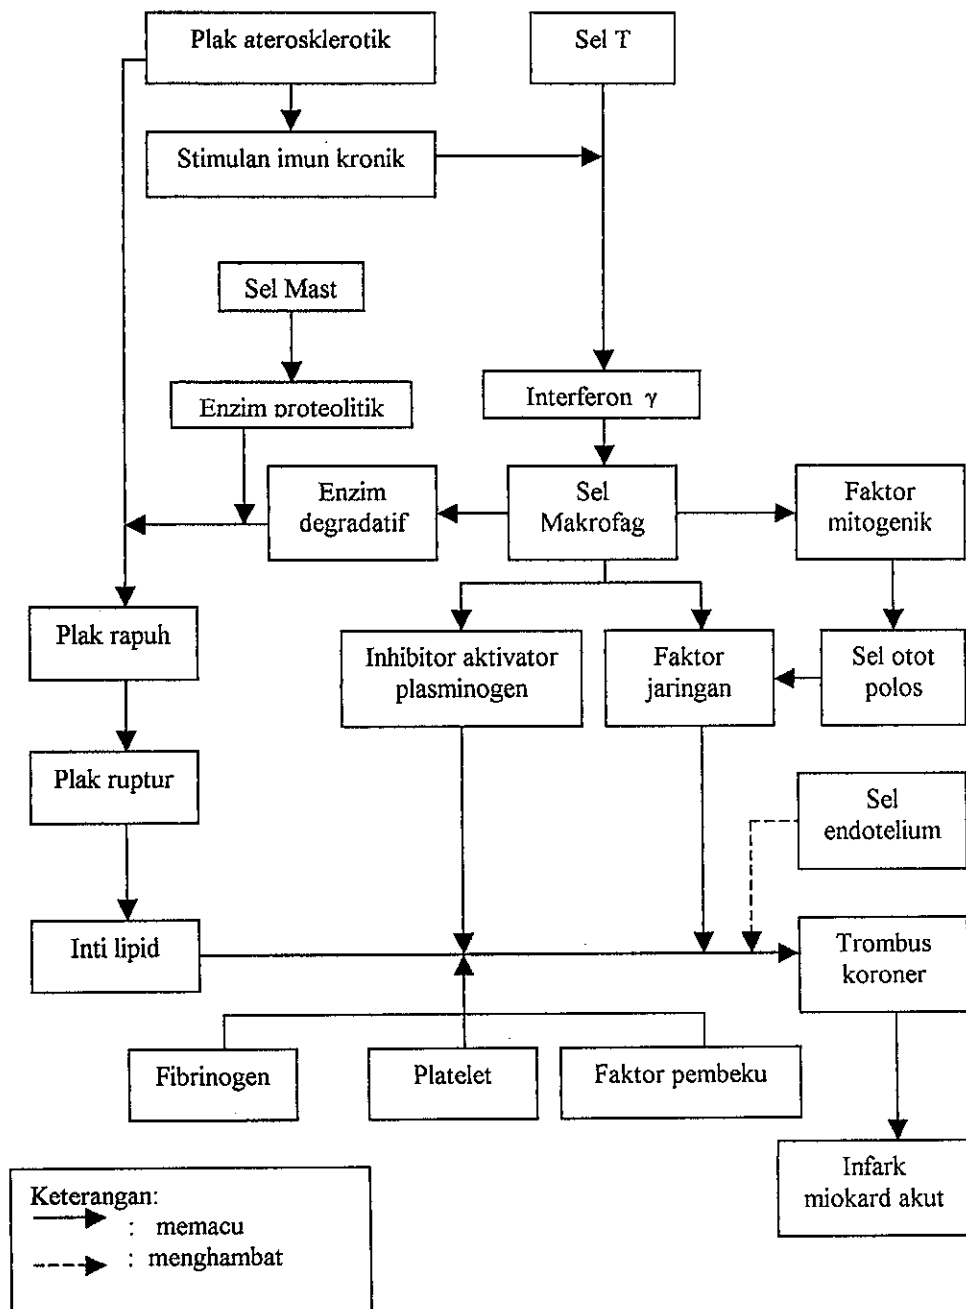 Plak aterosklerotik
Sel T
Stimulan imun kronik
Sel Mast
Enzim proteolitik
Interferon γ
Enzim
degradatif
Sel
Makrofag
Faktor
mitogenik
Plak rapuh
Inhibitor aktivator
plasminogen
Faktor
jaringan
Sel otot
polos
Plak ruptur
Sel
endotelium
Inti lipid
Trombus
koroner
Fibrinogen
Platelet
Faktor pembeku
Infark
miokard akut
Keterangan:
: memacu
: menghambat